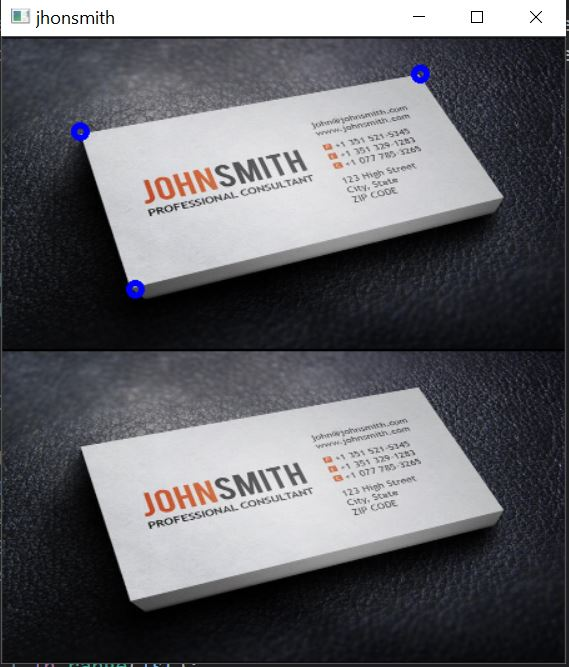 jhonsmith
john@johnsmith.com
www.johnsmith.com
+1 351 521-5345
+1 351 329-1283
+1 077 785-3265
JOHNSMITH
PROFESSIONAL CONSULTANT
123 High Street
City, State
ZIP CODE
john@johnsmith.com
www.johnsmith.com
+1 351 521-5345
+1 351 329-1283
+1 077 785-3265
JOHNSMITH
PROFESSIONAL CONSULTANT
123 High Street
City, State
ZIP CODE